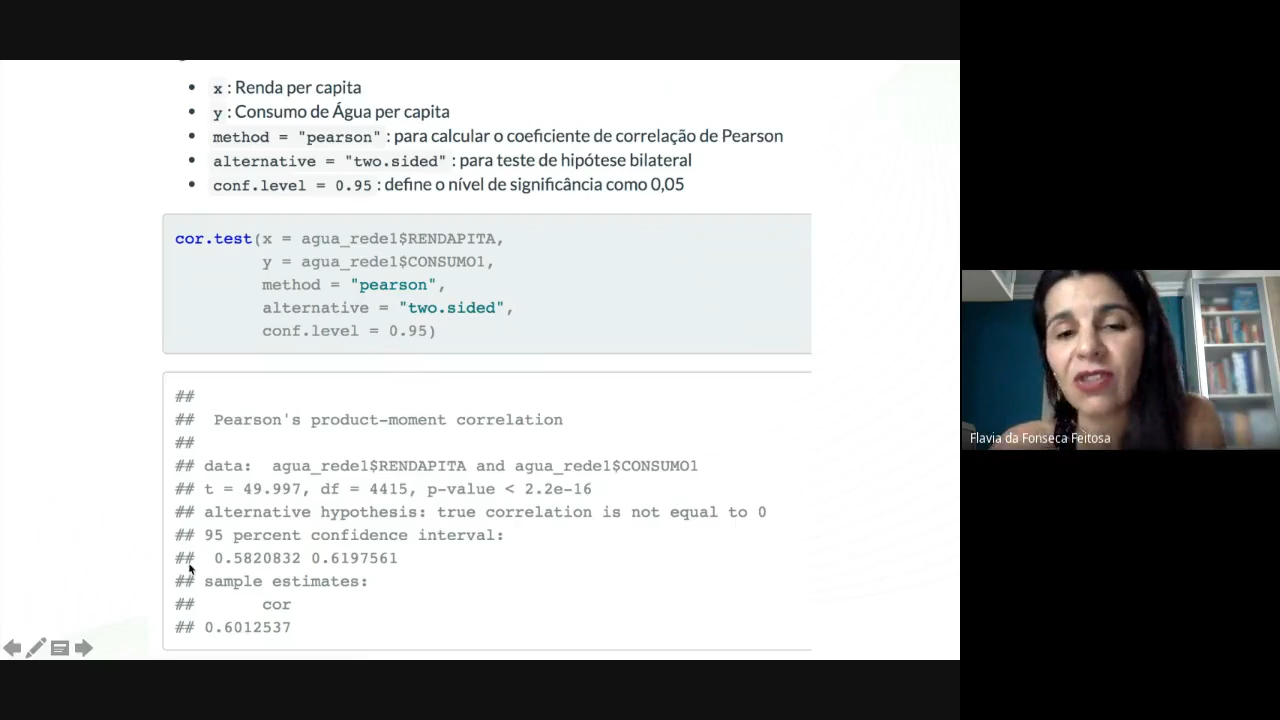 x : Renda per capita
y : Consumo de Água per capita
method = "pearson" : para calcular o coeficiente de correlação de Pearson
alternative = "two.sided" : para teste de hipótese bilateral
conf.level = 0.95 : define o nível de significância como 0,05
cor.test(x = agua_rede1$RENDAPITA,
y = agua_rede1$CONSUMO1,
method = "pearson",
alternative = "two.sided",
conf.level = 0.95)
##
## Pearson's product-moment correlation
##
## data: agua_rede1$RENDAPITA and agua_rede1$CONSUMO1
## t = 49.997, df = 4415, p-value < 2.2e-16
## alternative hypothesis: true correlation is not equal to 0
## 95 percent confidence interval:
## 0.5820832 0.6197561
## sample estimates:
## cor
## 0.6012537
Flavia da Fonseca Feitosa